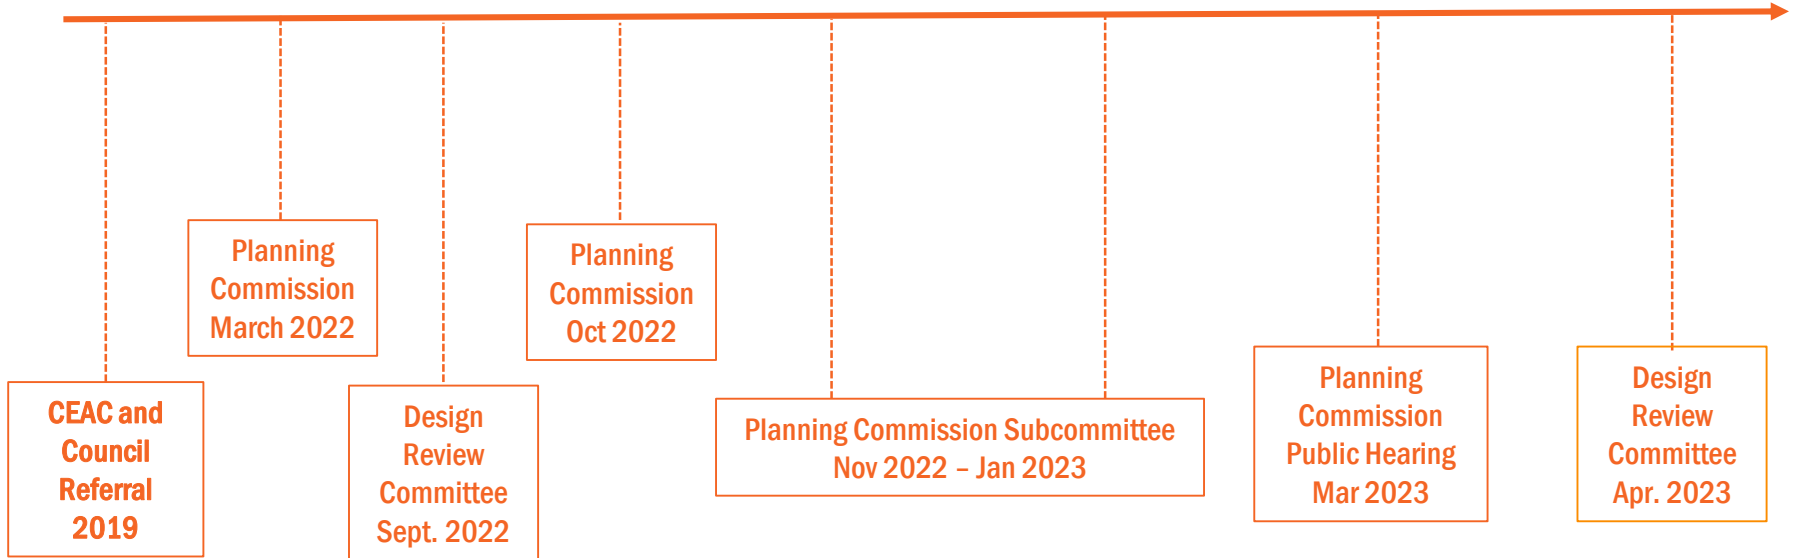 CEAC and
Council
Referral
2019
Planning
Commission
March 2022
Design
Review
Committee
Sept. 2022
Planning
Commission
Oct 2022
Planning Commission Subcommittee
Nov 2022 – Jan 2023
Planning
Commission
Public Hearing
Mar 2023
Design
Review
Committee
Apr. 2023